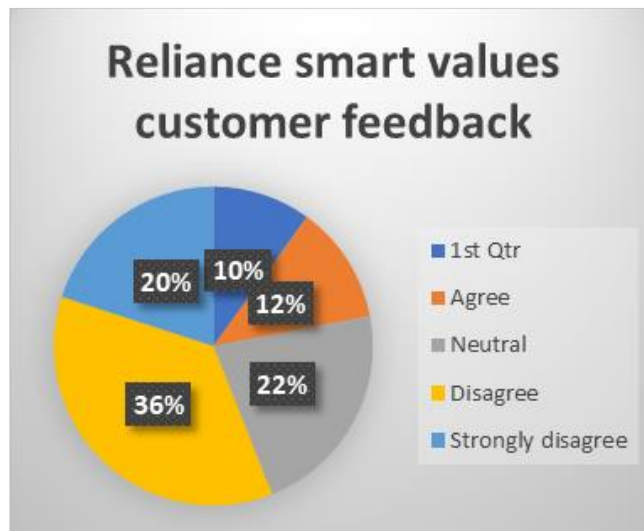 Reliance smart values
customer feedback
10%
12%
22%
36%
20%
1st Qtr
Agree
Neutral
Disagree
Strongly disagree